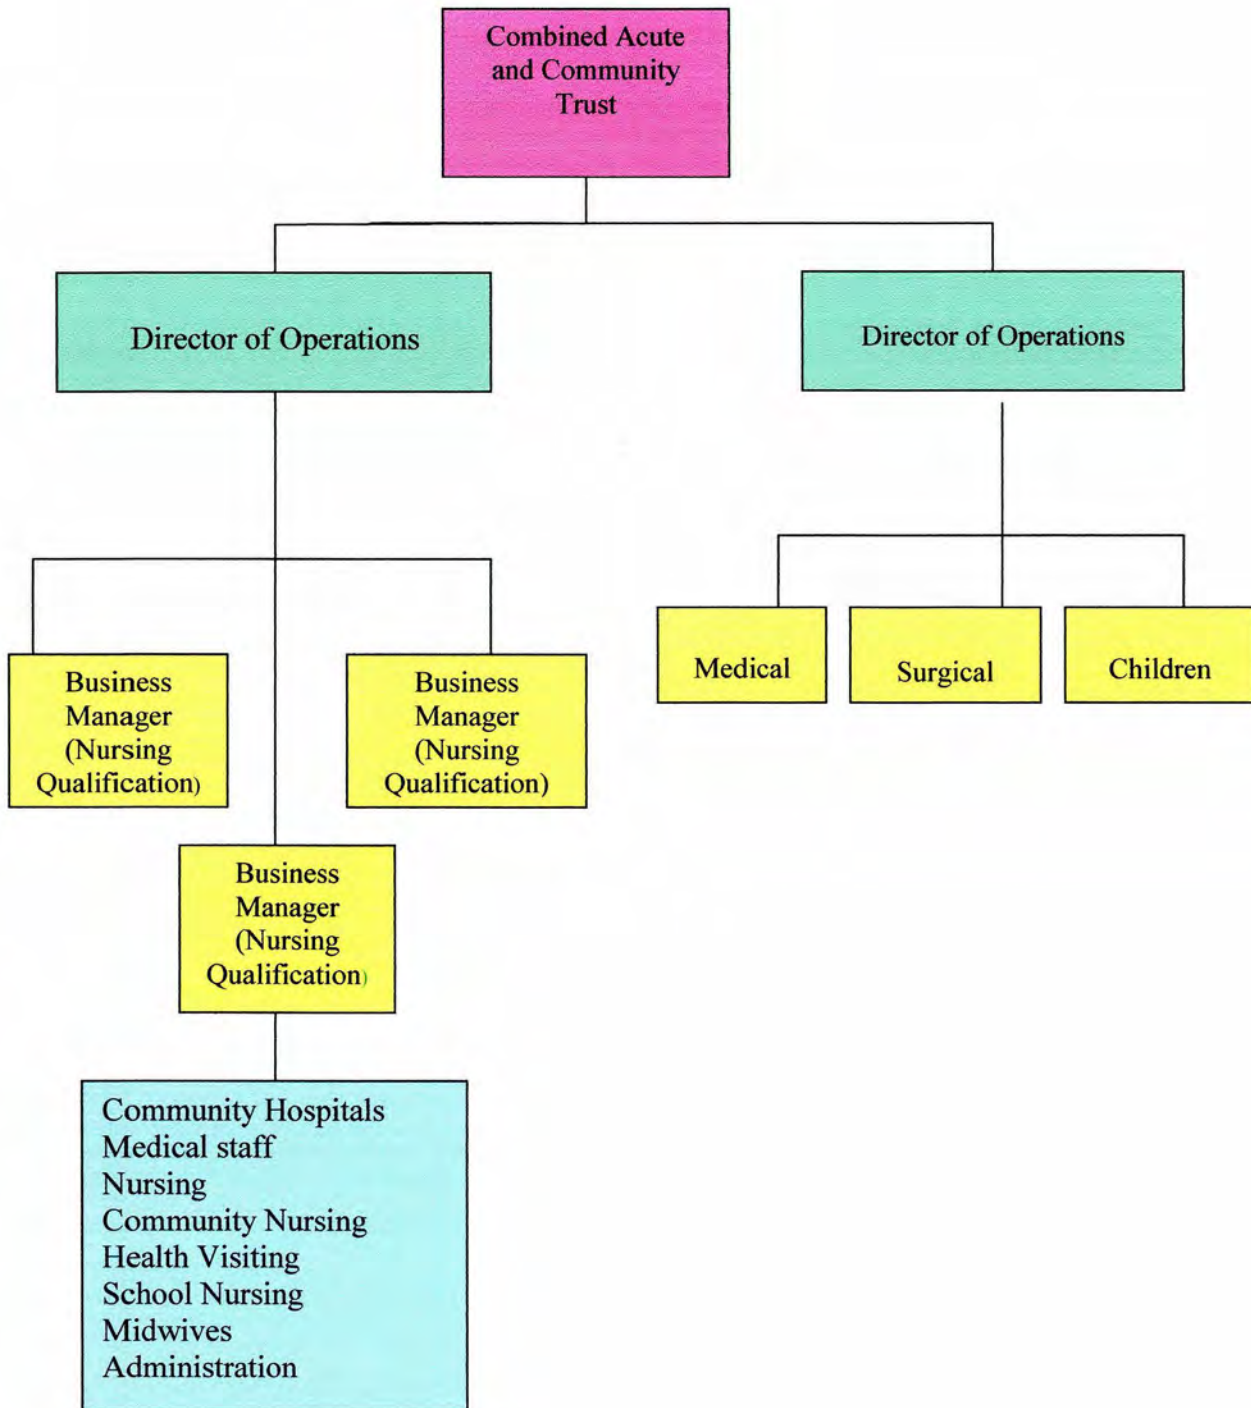 Combined Acute
and Community
Trust
Director of Operations
Director of Operations
Medical
Surgical
Children
Business
Manager
(Nursing
Qualification)
Business
Manager
(Nursing
Qualification)
Business
Manager
(Nursing
Qualification)
Community Hospitals
Medical staff
Nursing
Community Nursing
Health Visiting
School Nursing
Midwives
Administration